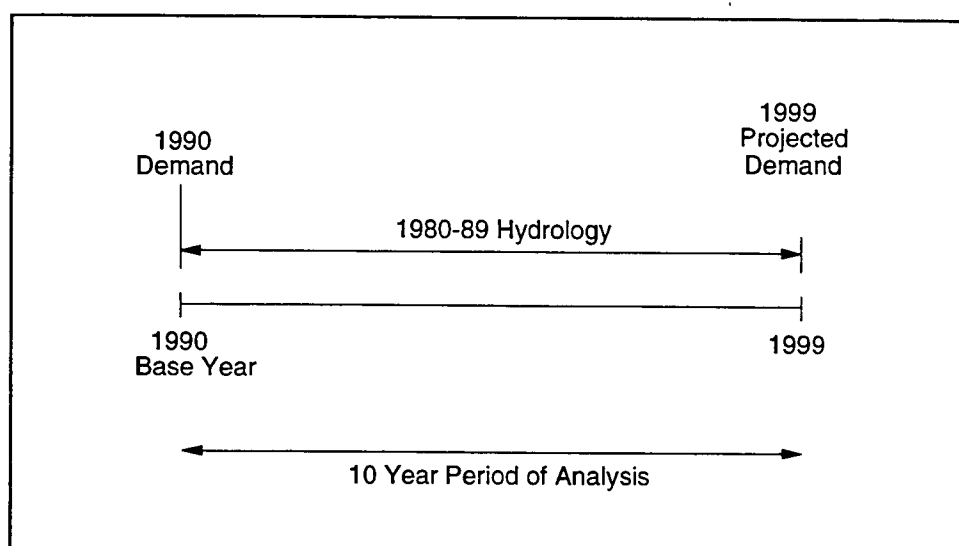 1990
Demand
1999
Projected
Demand
1980-89 Hydrology
1990
Base Year
1999
10 Year Period of Analysis